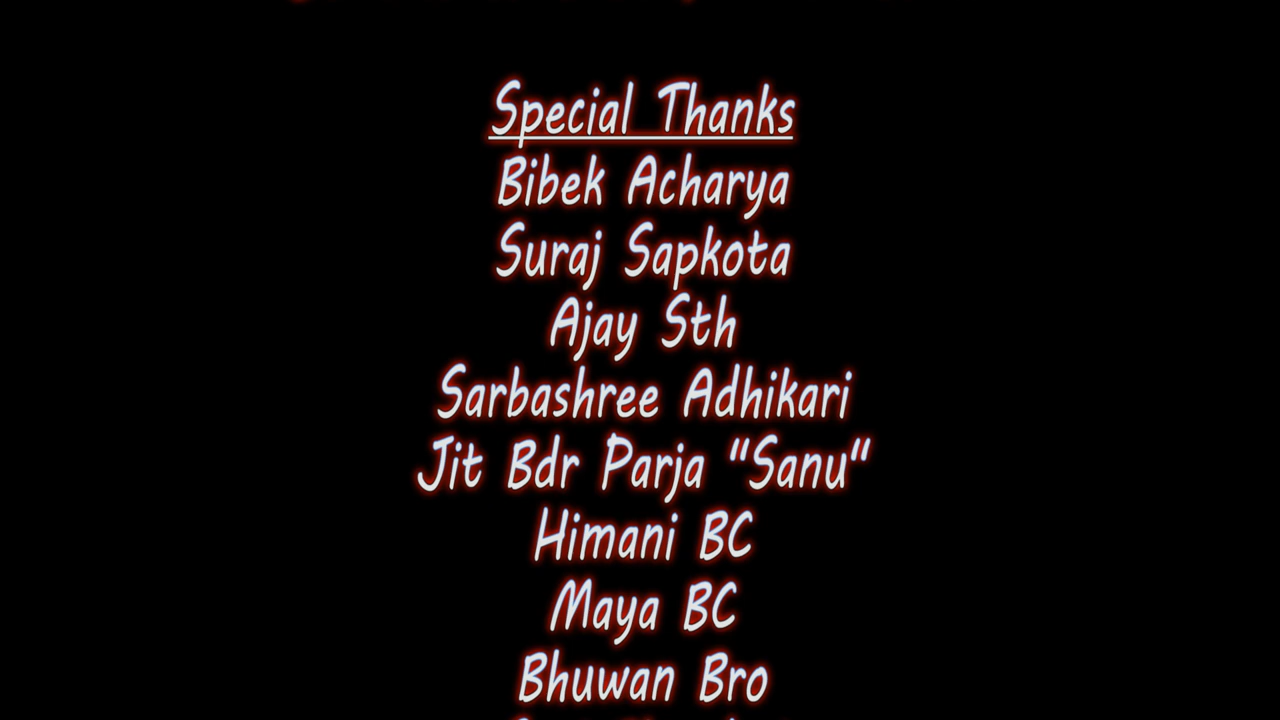 Special Thanks
Bibek Acharya
Suraj Sapkota
Ajay Sth
Sarbashree Adhikari
Jit Bdr Parja "Sanu"
Himani BC
Maya BC
Bhuwan Bro